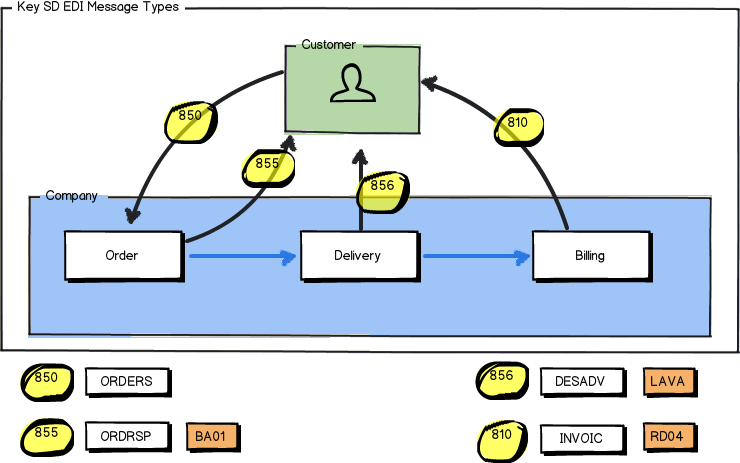 Key SD EDI Message Types
Customer
850
810
855
856
Company
Order
Delivery
Billing
850 ORDERS
856 DESADV LAVA
855 ORDRSP BA01
810 INVOIC RD04